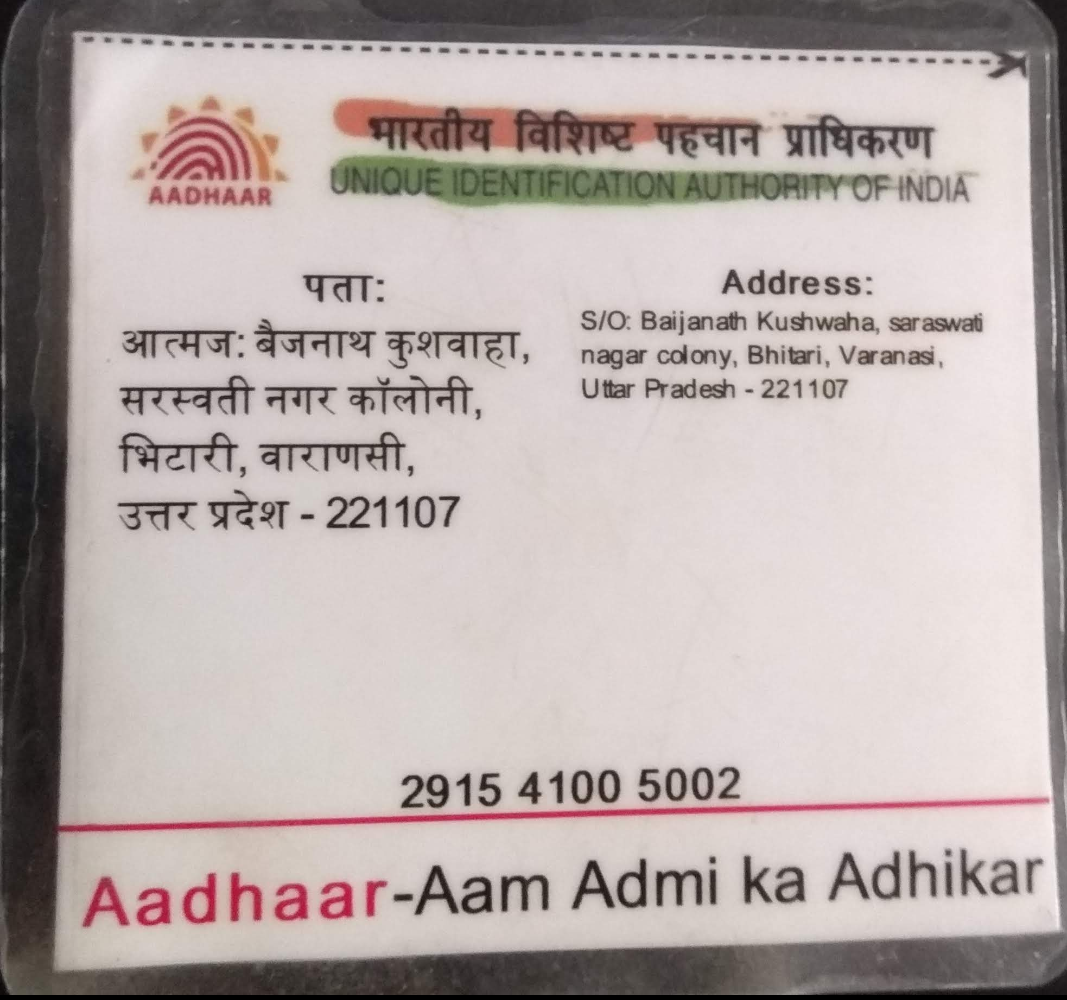 AADHAAR
भारतीय विशिष्ट पहचान प्राधिकरण
UNIQUE IDENTIFICATION AUTHORITY OF INDIA
पता:
आत्मज: बैजनाथ कुशवाहा,
सरस्वती नगर कॉलोनी,
भिटारी, वाराणसी,
उत्तर प्रदेश - 221107
Address:
S/O: Baijanath Kushwaha, saraswati
nagar colony, Bhitari, Varanasi,
Uttar Pradesh - 221107
2915 4100 5002
Aadhaar-Aam Admi ka Adhikar